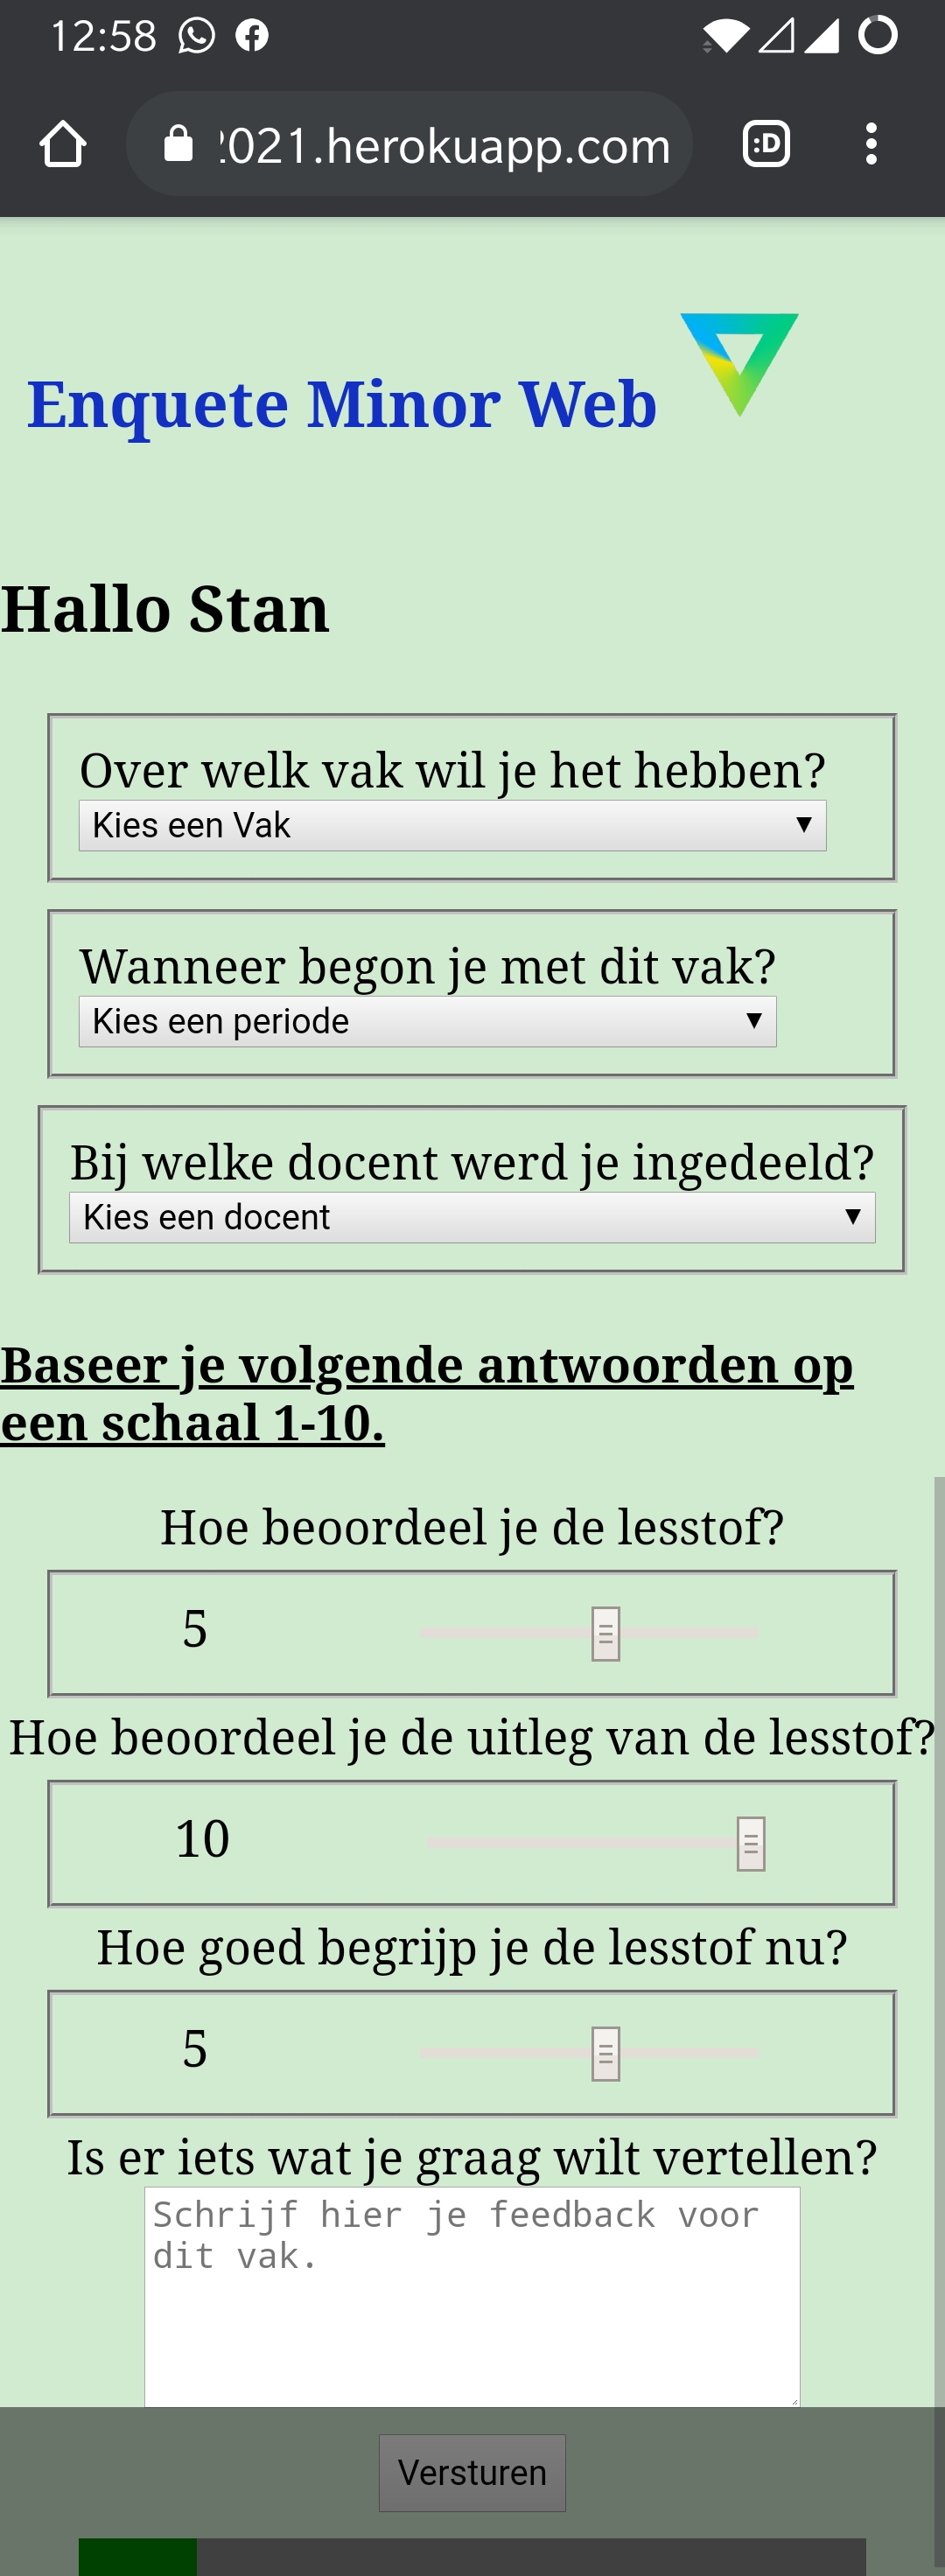 12:58
2021.herokuapp.com
:D
Enquete Minor Web
Hallo Stan
Over welk vak wil je het hebben?
Kies een Vak
Wanneer begon je met dit vak?
Kies een periode
Bij welke docent werd je ingedeeld?
Kies een docent
Baseer je volgende antwoorden op
een schaal 1-10.
Hoe beoordeel je de lesstof?
5
Hoe beoordeel je de uitleg van de lesstof?
10
Hoe goed begrijp je de lesstof nu?
5
Is er iets wat je graag wilt vertellen?
Schrijf hier je feedback voor
dit vak.
Versturen